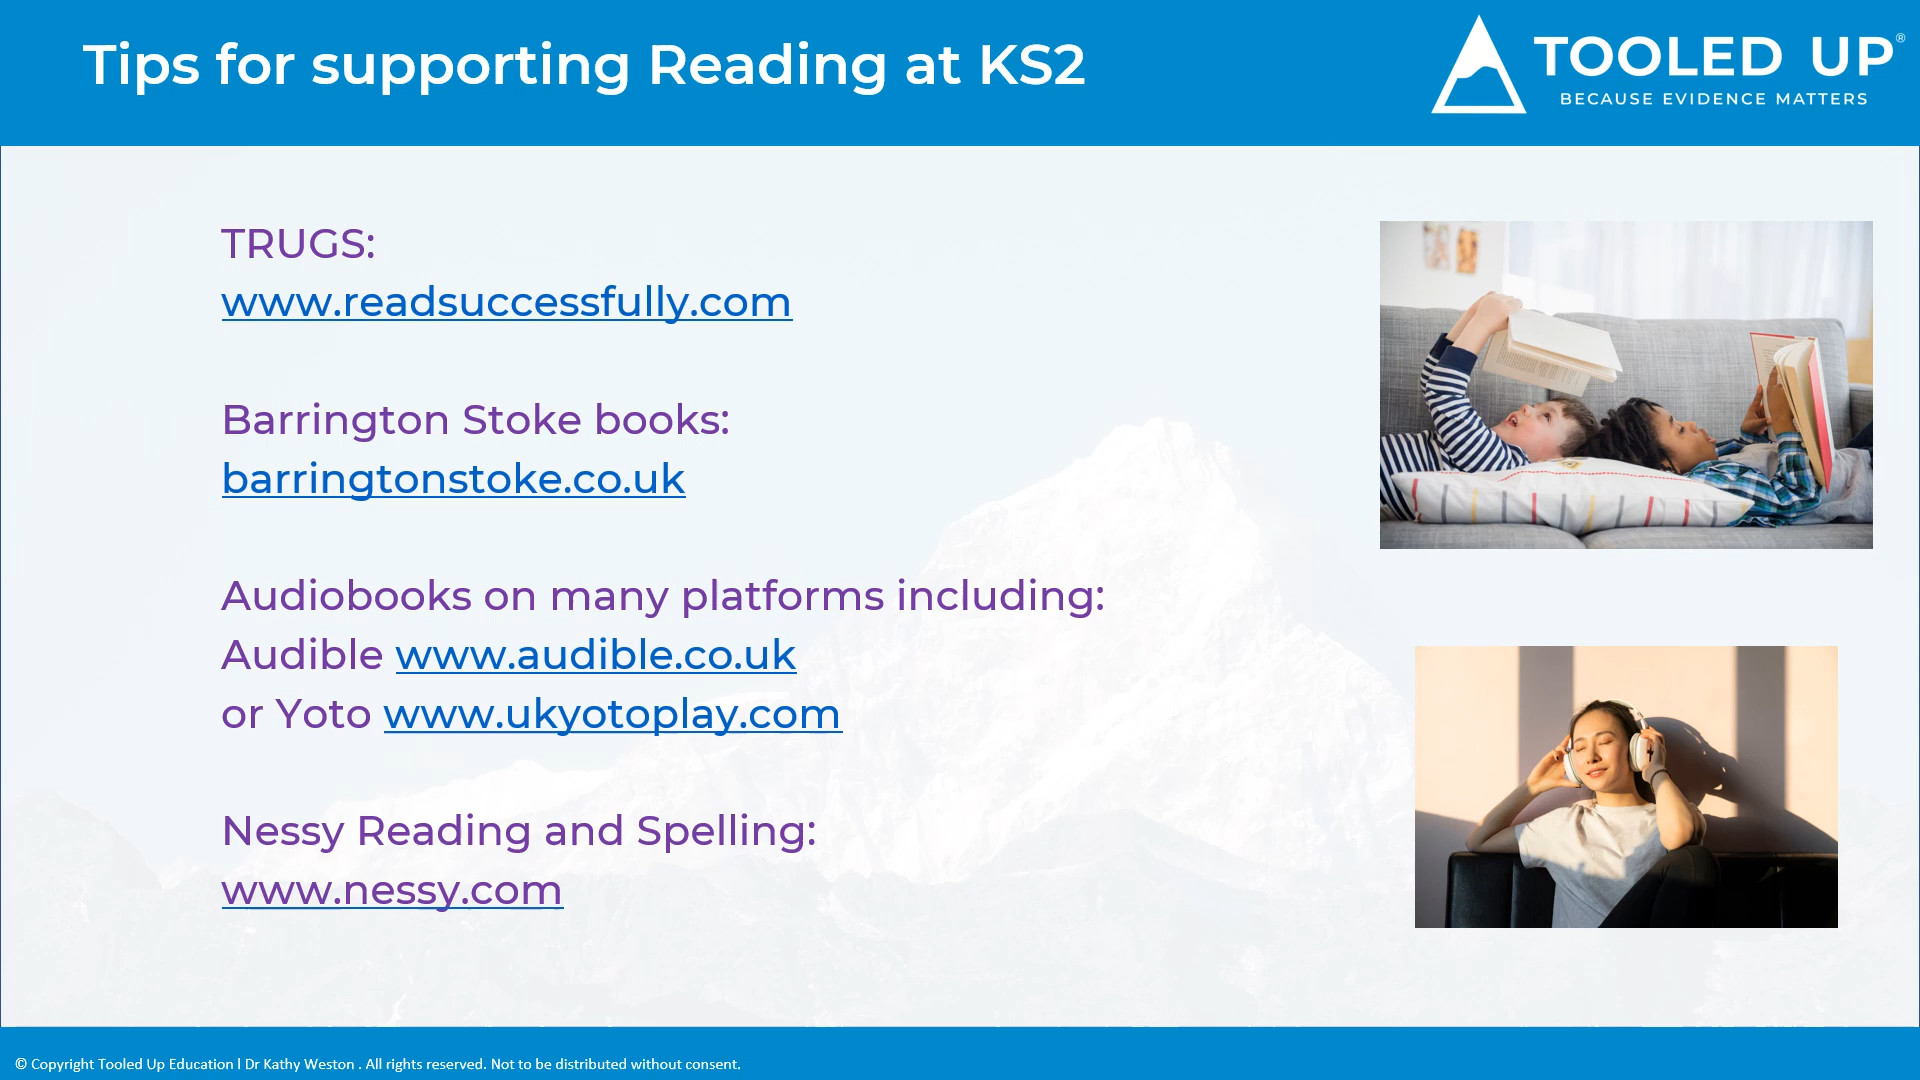 Tips for supporting Reading at KS2
TOOLED UP®
BECAUSE EVIDENCE MATTERS
TRUGS:
www.readsuccessfully.com
Barrington Stoke books:
barringtonstoke.co.uk
Audiobooks on many platforms including:
Audible www.audible.co.uk
or Yoto www.ukyotoplay.com
Nessy Reading and Spelling:
www.nessy.com
© Copyright Tooled Up Education l Dr Kathy Weston . All rights reserved. Not to be distributed without consent.